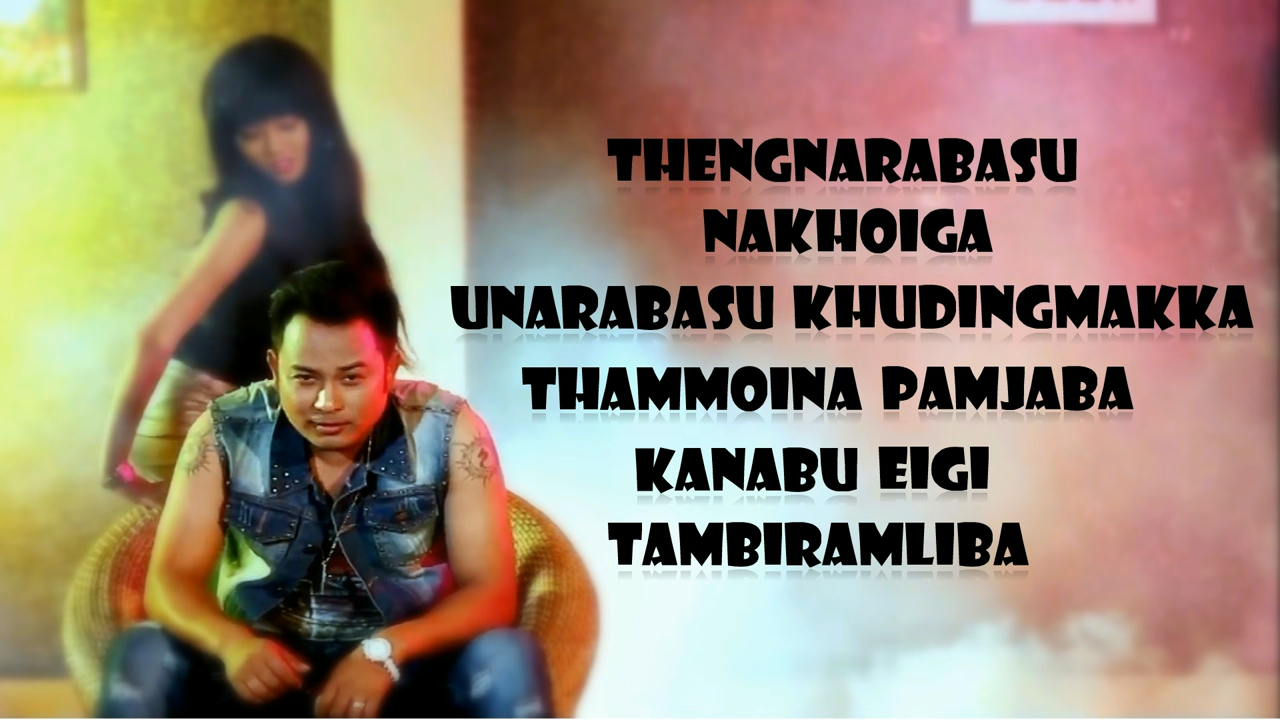 THENGNARABASU
NAKHOIGA
UNARABASU KHUDINGMAKKA
THAMMOINA PAMJABA
KANABU EIGI
TAMBIRAMLIBA